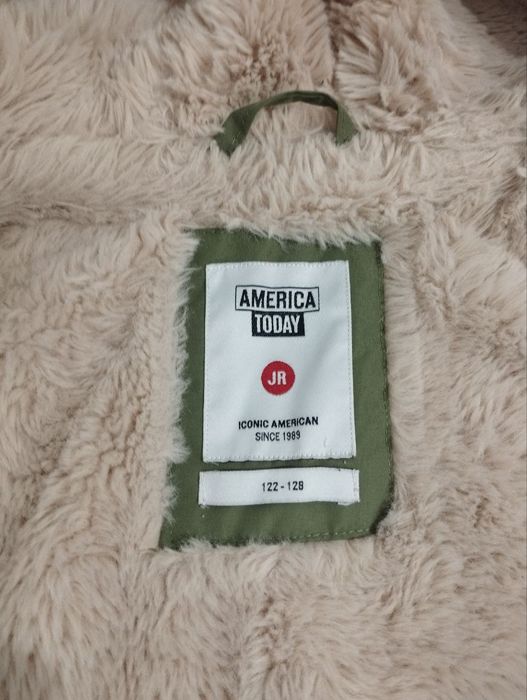 AMERICA
TODAY
JR
ICONIC AMERICAN
SINCE 1989
122 - 128